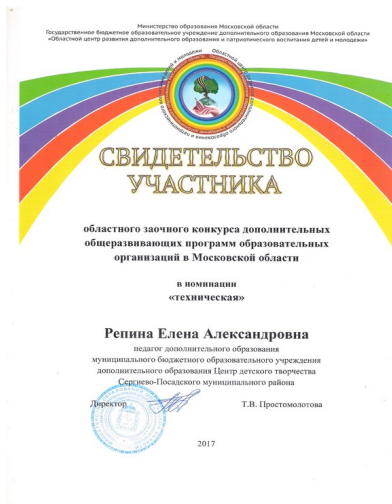 Министерство образования Московской области
Государственное бюджетное образовательное учреждение дополнительного образования Московской области
«Областной центр развития дополнительного образования и патриотического воспитания детей и молодежи»
СВИДЕТЕЛЬСТВО
УЧАСТНИКА
областного заочного конкурса дополнительных
общеразвивающих программ образовательных
организаций в Московской области
в номинации
«техническая»
Репина Елена Александровна
педагог дополнительного образования
муниципального бюджетного образовательного учреждения
дополнительного образования Центр детского творчества
Сергиево-Посадского муниципального района
Директор Т.В. Простомолотова
2017